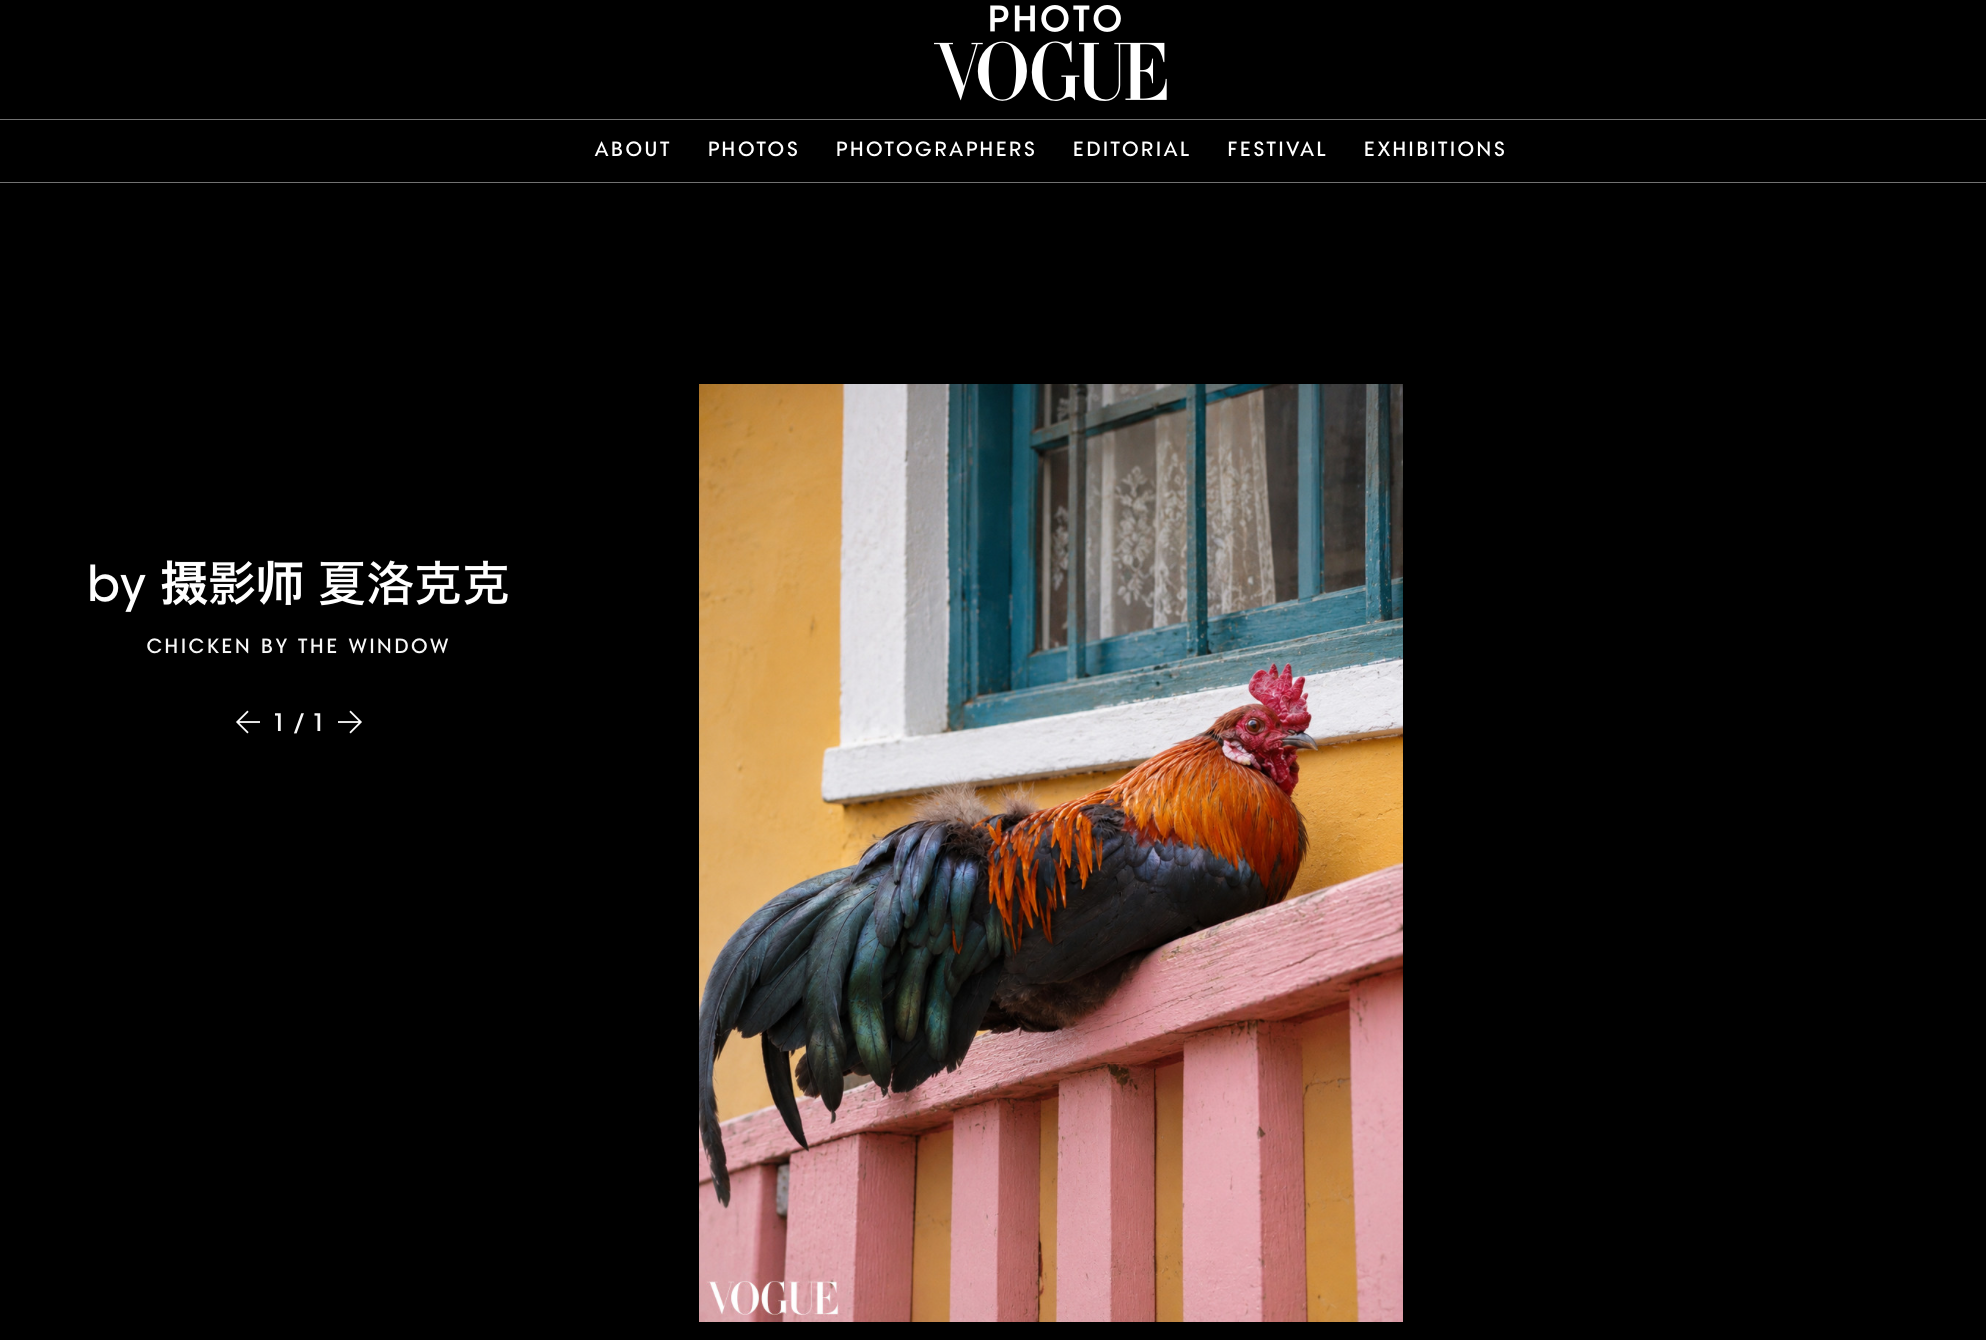 PHOTO
VOGUE
ABOUT PHOTOS PHOTOGRAPHERS EDITORIAL FESTIVAL EXHIBITIONS
by 摄影师 夏洛克克
CHICKEN BY THE WINDOW
← 1 / 1 →
VOGUE